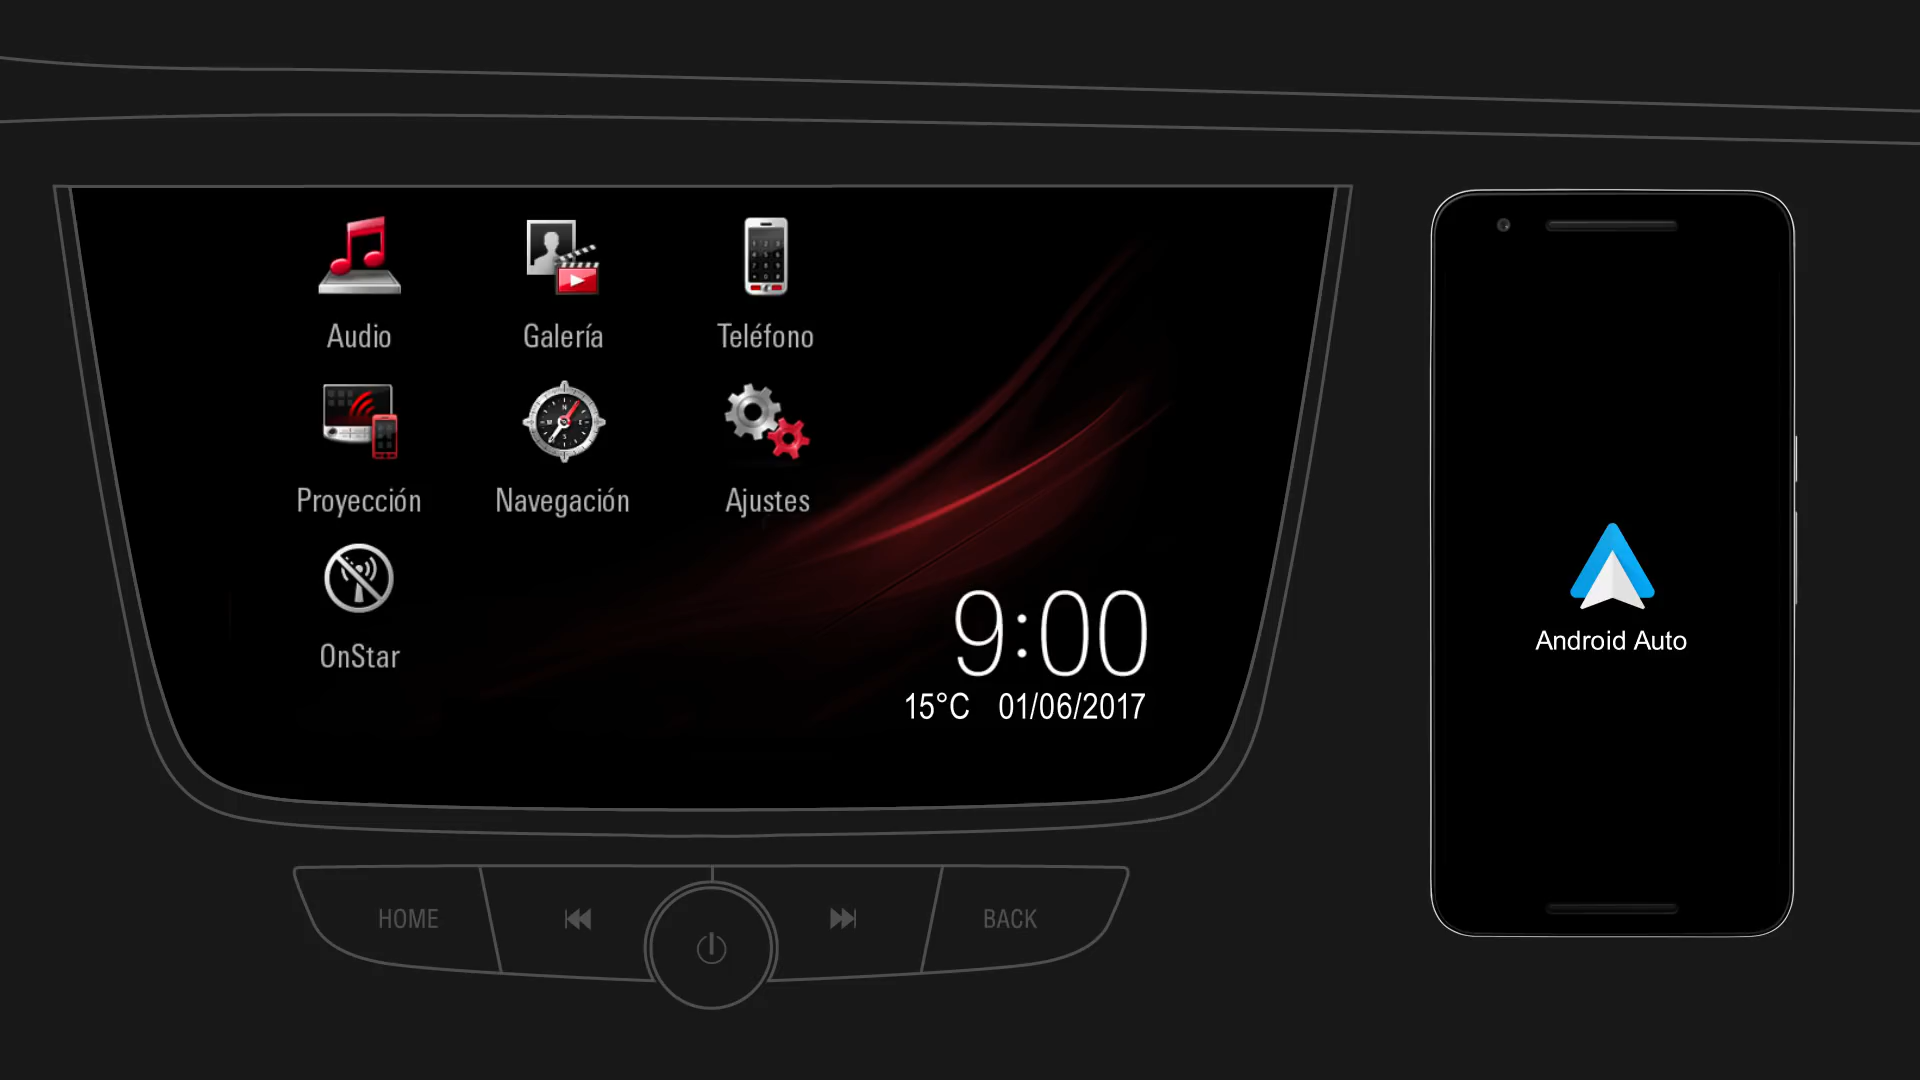 Audio
Galería
Teléfono
Proyección
Navegación
Ajustes
OnStar
9:00
15°C 01/06/2017
HOME
BACK
Android Auto